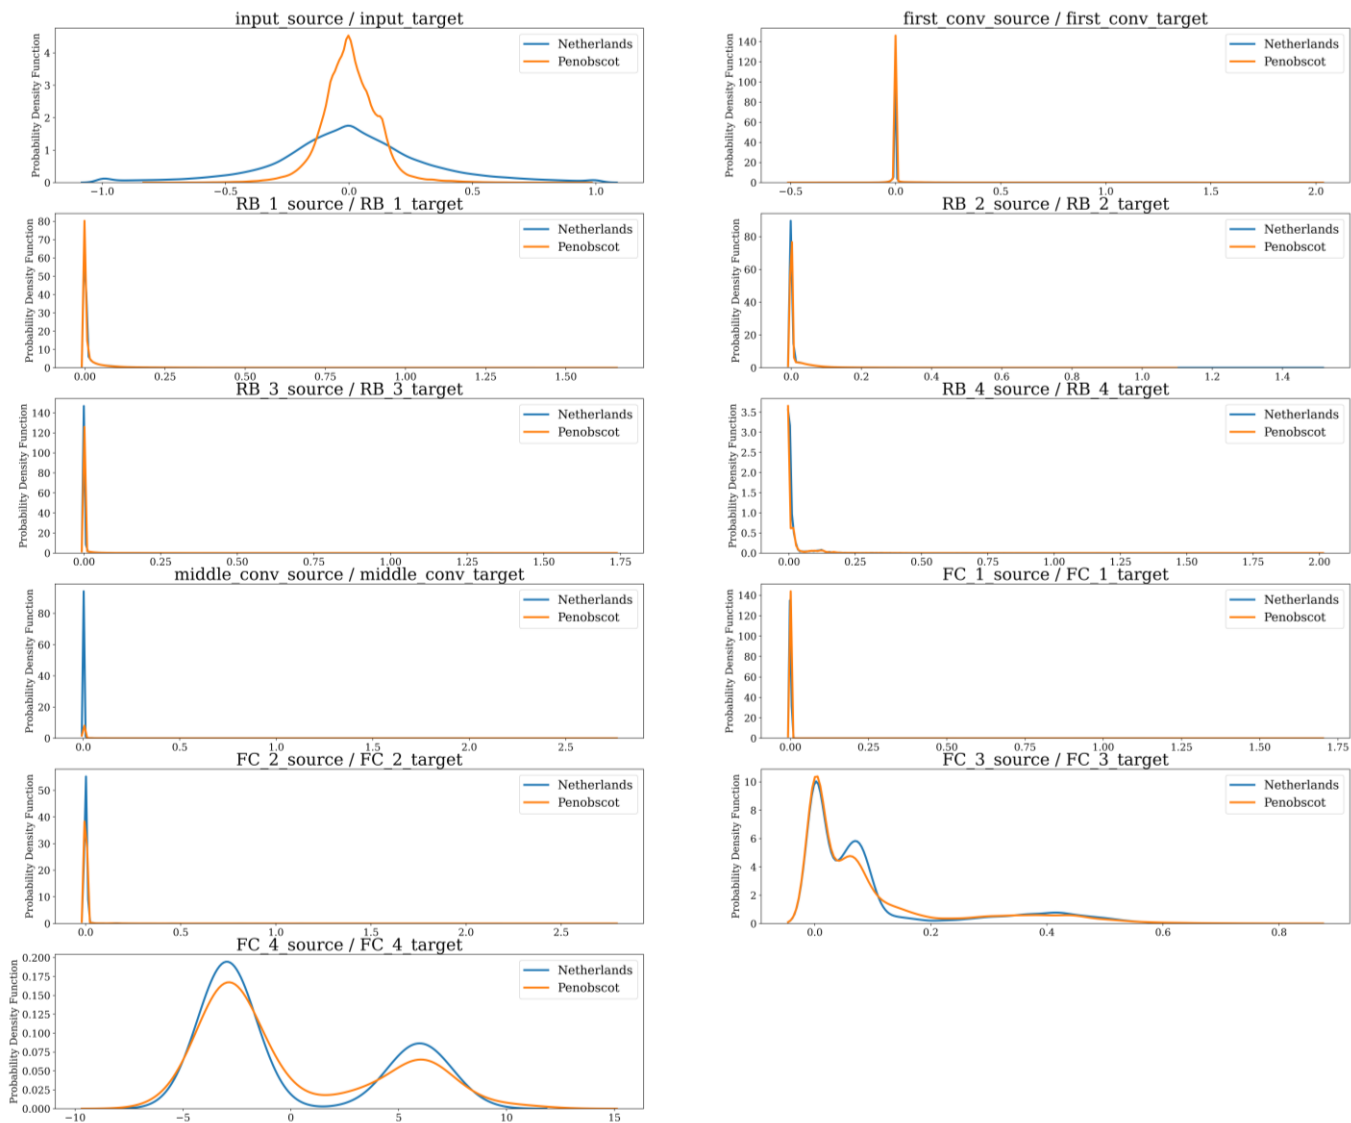 input_source / input_target
Probability Density Function
4
3
2
1
0
−1.0 −0.5 0.0 0.5 1.0
Netherlands
Penobscot
first_conv_source / first_conv_target
Probability Density Function
140
120
100
80
60
40
20
0
−0.5 0.0 0.5 1.0 1.5 2.0
Netherlands
Penobscot
RB_1_source / RB_1_target
Probability Density Function
80
70
60
50
40
30
20
10
0
0.00 0.25 0.50 0.75 1.00 1.25 1.50
Netherlands
Penobscot
RB_2_source / RB_2_target
Probability Density Function
80
60
40
20
0
0.0 0.2 0.4 0.6 0.8 1.0 1.2 1.4
Netherlands
Penobscot
RB_3_source / RB_3_target
Probability Density Function
140
120
100
80
60
40
20
0
0.00 0.25 0.50 0.75 1.00 1.25 1.50 1.75
Netherlands
Penobscot
RB_4_source / RB_4_target
Probability Density Function
3.5
3.0
2.5
2.0
1.5
1.0
0.5
0.0
0.00 0.25 0.50 0.75 1.00 1.25 1.50 1.75 2.00
Netherlands
Penobscot
middle_conv_source / middle_conv_target
Probability Density Function
80
60
40
20
0
0.0 0.5 1.0 1.5 2.0 2.5
Netherlands
Penobscot
FC_1_source / FC_1_target
Probability Density Function
140
120
100
80
60
40
20
0
0.00 0.25 0.50 0.75 1.00 1.25 1.50 1.75
Netherlands
Penobscot
FC_2_source / FC_2_target
Probability Density Function
50
40
30
20
10
0
0.0 0.5 1.0 1.5 2.0 2.5
Netherlands
Penobscot
FC_3_source / FC_3_target
Probability Density Function
10
8
6
4
2
0
0.0 0.2 0.4 0.6 0.8
Netherlands
Penobscot
FC_4_source / FC_4_target
Probability Density Function
0.200
0.175
0.150
0.125
0.100
0.075
0.050
0.025
0.000
−10 −5 0 5 10 15
Netherlands
Penobscot